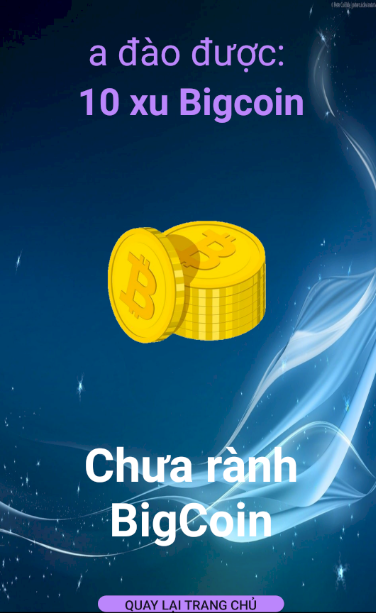 a đào được:
10 xu Bigcoin
Chưa rành
BigCoin
QUAY LẠI TRANG CHỦ